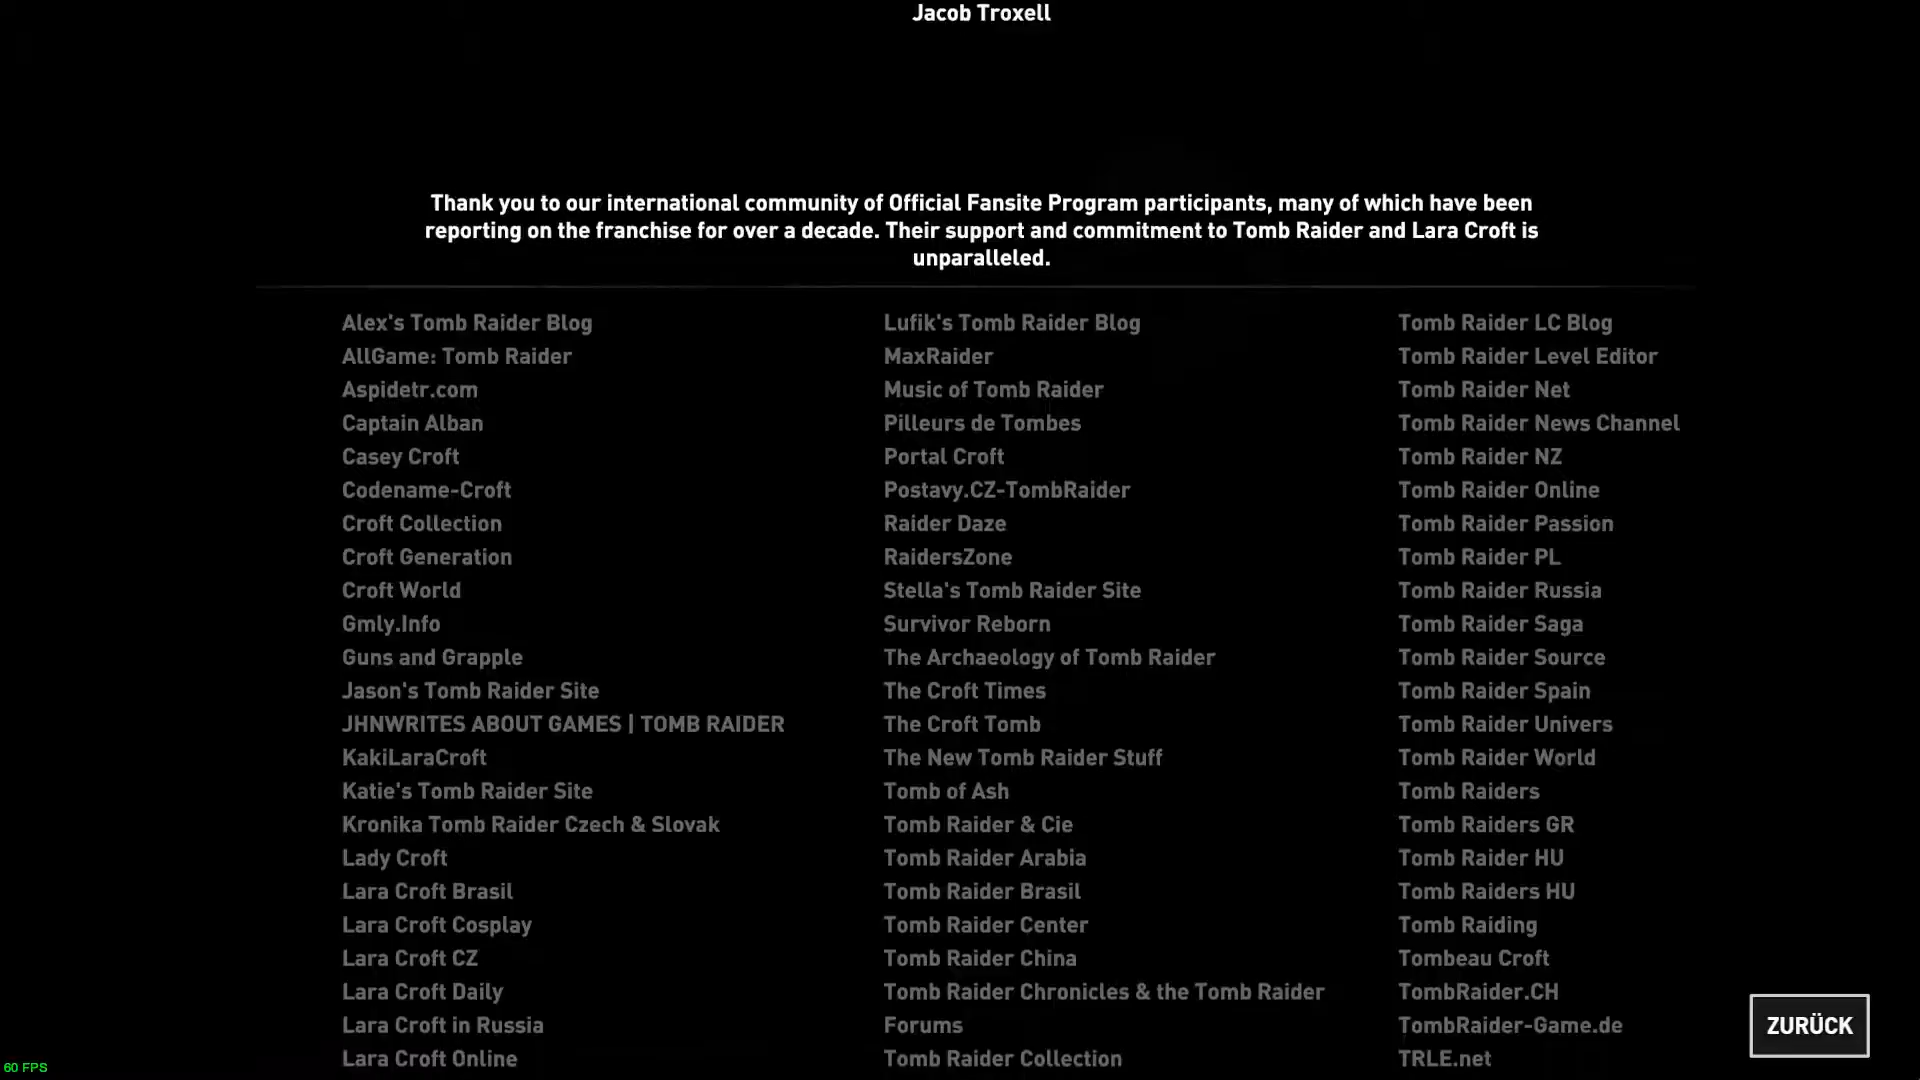 Jacob Troxell
Thank you to our international community of Official Fansite Program participants, many of which have been
reporting on the franchise for over a decade. Their support and commitment to Tomb Raider and Lara Croft is
unparalleled.
Alex's Tomb Raider Blog
AllGame: Tomb Raider
Aspidetr.com
Captain Alban
Casey Croft
Codename-Croft
Croft Collection
Croft Generation
Croft World
Gmly.Info
Guns and Grapple
Jason's Tomb Raider Site
JHNWRITES ABOUT GAMES | TOMB RAIDER
KakiLaraCroft
Katie's Tomb Raider Site
Kronika Tomb Raider Czech & Slovak
Lady Croft
Lara Croft Brasil
Lara Croft Cosplay
Lara Croft CZ
Lara Croft Daily
Lara Croft in Russia
Lara Croft Online
Lufik's Tomb Raider Blog
MaxRaider
Music of Tomb Raider
Pilleurs de Tombes
Portal Croft
Postavy.CZ-TombRaider
Raider Daze
RaidersZone
Stella's Tomb Raider Site
Survivor Reborn
The Archaeology of Tomb Raider
The Croft Times
The Croft Tomb
The New Tomb Raider Stuff
Tomb of Ash
Tomb Raider & Cie
Tomb Raider Arabia
Tomb Raider Brasil
Tomb Raider Center
Tomb Raider China
Tomb Raider Chronicles & the Tomb Raider
Forums
Tomb Raider Collection
Tomb Raider LC Blog
Tomb Raider Level Editor
Tomb Raider Net
Tomb Raider News Channel
Tomb Raider NZ
Tomb Raider Online
Tomb Raider Passion
Tomb Raider PL
Tomb Raider Russia
Tomb Raider Saga
Tomb Raider Source
Tomb Raider Spain
Tomb Raider Univers
Tomb Raider World
Tomb Raiders
Tomb Raiders GR
Tomb Raider HU
Tomb Raiders HU
Tomb Raiding
Tombeau Croft
TombRaider.CH
TombRaider-Game.de
TRLE.net
ZURÜCK
60 FPS